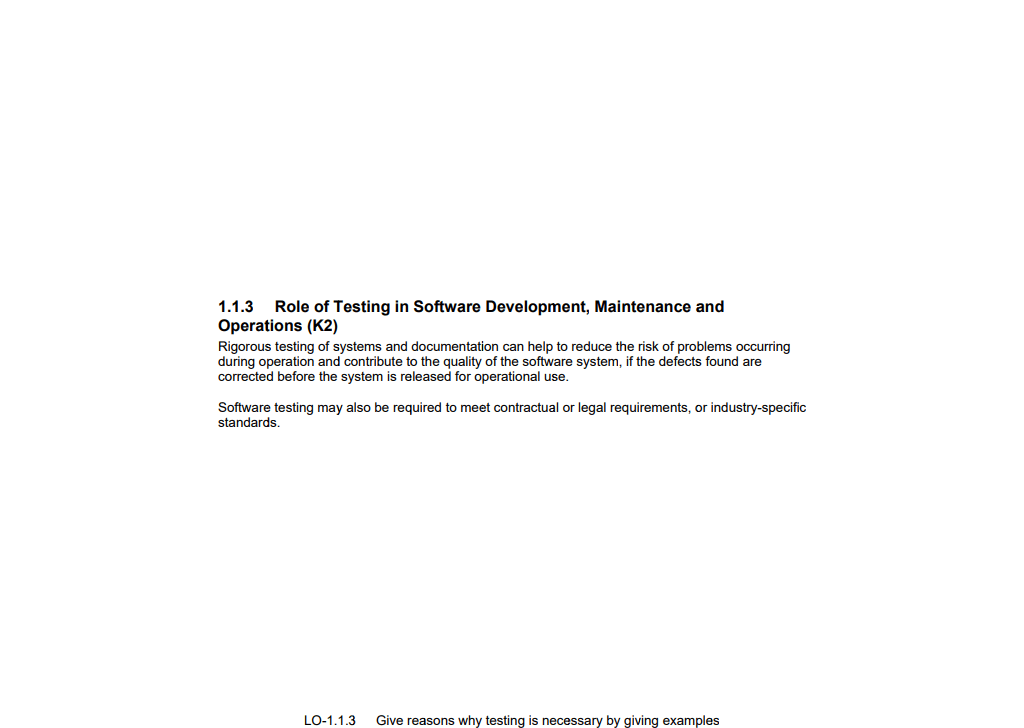 1.1.3 Role of Testing in Software Development, Maintenance and
Operations (K2)
Rigorous testing of systems and documentation can help to reduce the risk of problems occurring
during operation and contribute to the quality of the software system, if the defects found are
corrected before the system is released for operational use.
Software testing may also be required to meet contractual or legal requirements, or industry-specific
standards.
LO-1.1.3 Give reasons why testing is necessary by giving examples